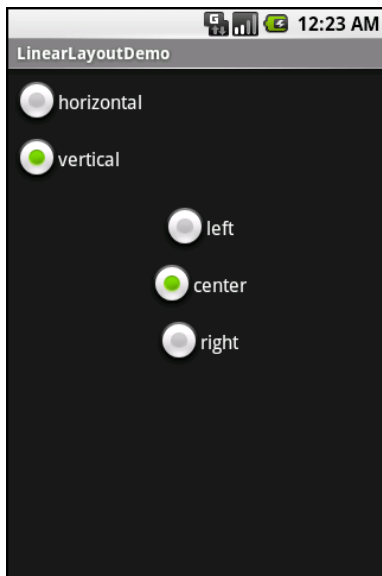 G 12:23 AM
LinearLayoutDemo
horizontal
vertical
left
center
right